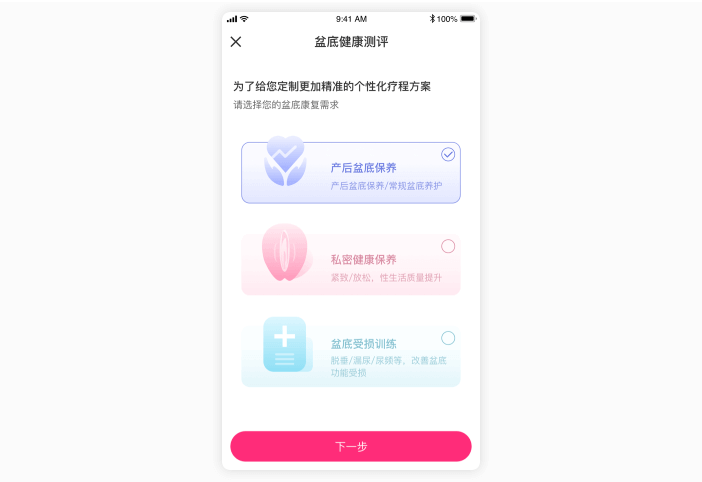 9:41 AM
100%
盆底健康测评
为了给您定制更加精准的个性化疗程方案
请选择您的盆底康复需求
产后盆底保养
产后盆底保养/常规盆底养护
私密健康保养
紧致/放松，性生活质量提升
盆底受损训练
脱垂/漏尿/尿频等，改善盆底
功能受损
下一步